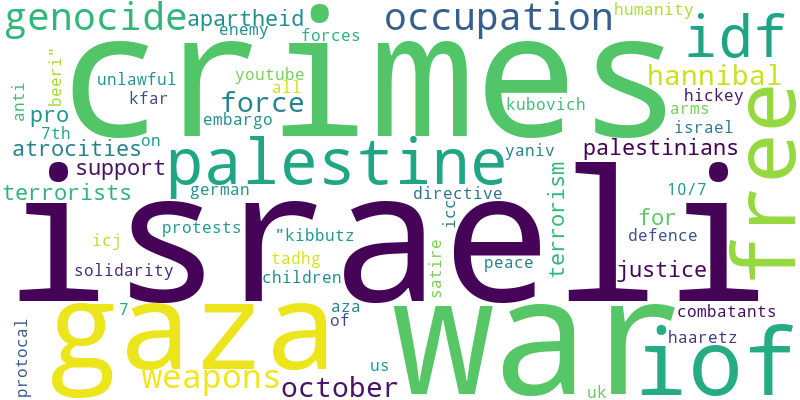 genocide
apartheid
enemy
forces
occupation
humanity
idf
crimes
beeri"
anti
unlawful
kfar
youtube
all
force
embargo
hannibal
hickey
arms
kubovich
israel
free
pro
7th
atrocities
on
support
palestine
yaniv
palestinians
terrorists
german
directive
icc
terrorism
10/7
for
defence
israeli
protests
"kibbutz
icj
tadhg
solidarity
children
satire
peace
justice
gaza
7
aza
of
war
combatants
haaretz
iof
protocal
weapons
october
us
uk